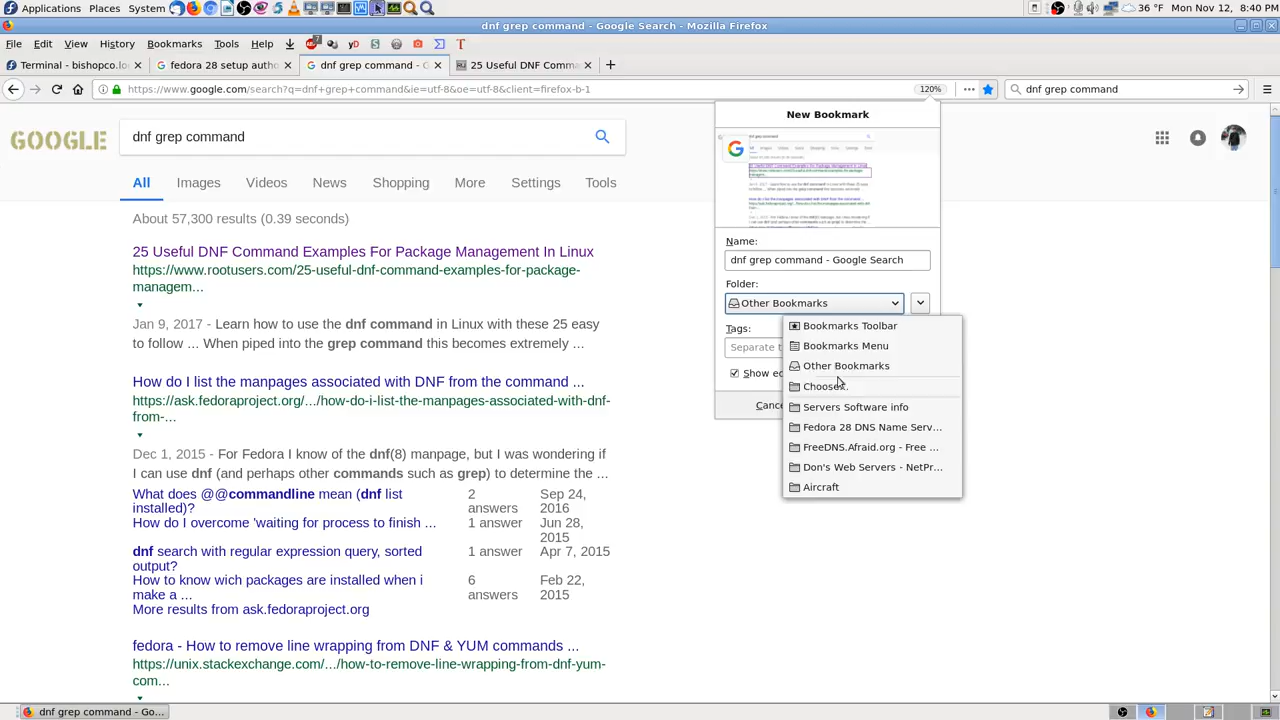 Applications Places System 36 °F Mon Nov 12, 8:40 PM
dnf grep command - Google Search - Mozilla Firefox
File Edit View History Bookmarks Tools Help 7 yD S T
Terminal - bishopco.lo
fedora 28 setup autho
dnf grep command - G
25 Useful DNF Comm
https://www.google.com/search?q=dnf+grep+command&ie=utf-8&oe=utf-8&client=firefox-b-1
120%
dnf grep command
GOOGLE
dnf grep command
All Images Videos News Shopping More Settings Tools
About 57,300 results (0.39 seconds)
25 Useful DNF Command Examples For Package Management In Linux
https://www.rootusers.com/25-useful-dnf-command-examples-for-package-
managem...
Jan 9, 2017 - Learn how to use the dnf command in Linux with these 25 easy
to follow ... When piped into the grep command this becomes extremely ...
How do I list the manpages associated with DNF from the command ...
https://ask.fedoraproject.org/.../how-do-i-list-the-manpages-associated-with-dnf-
from-...
Dec 1, 2015 - For Fedora I know of the dnf(8) manpage, but I was wondering if
I can use dnf (and perhaps other commands such as grep) to determine the ...
What does @@commandline mean (dnf list
installed)?
2
answers
Sep 24,
2016
How do I overcome 'waiting for process to finish ...
1 answer
Jun 28,
2015
dnf search with regular expression query, sorted
output?
1 answer
Apr 7, 2015
How to know wich packages are installed when i
make a ...
6
answers
Feb 22,
2015
More results from ask.fedoraproject.org
fedora - How to remove line wrapping from DNF & YUM commands ...
https://unix.stackexchange.com/.../how-to-remove-line-wrapping-from-dnf-yum-
com...
New Bookmark
Name:
dnf grep command - Google Search
Folder:
Other Bookmarks
Tags:
Separate t
Show ed
Cance
Bookmarks Toolbar
Bookmarks Menu
Other Bookmarks
Choose...
Servers Software info
Fedora 28 DNS Name Serv...
FreeDNS.Afraid.org - Free ...
Don's Web Servers - NetPr...
Aircraft
dnf grep command - Go...